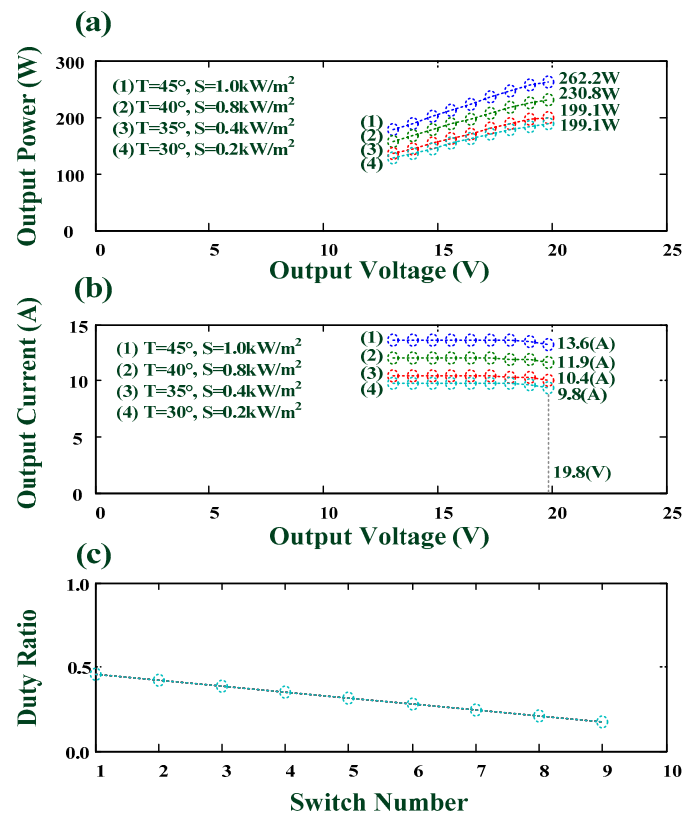 (a)
Output Power (W)
300
200
100
0
(1) T=45°, S=1.0kW/m²
(2) T=40°, S=0.8kW/m²
(3) T=35°, S=0.4kW/m²
(4) T=30°, S=0.2kW/m²
(1)
(2)
(3)
(4)
262.2W
230.8W
199.1W
199.1W
0 5 10 15 20 25
Output Voltage (V)
(b)
Output Current (A)
15
10
5
0
(1) T=45°, S=1.0kW/m²
(2) T=40°, S=0.8kW/m²
(3) T=35°, S=0.4kW/m²
(4) T=30°, S=0.2kW/m²
(1)
(2)
(3)
(4)
13.6(A)
11.9(A)
10.4(A)
9.8(A)
19.8(V)
0 5 10 15 20 25
Output Voltage (V)
(c)
Duty Ratio
1.0
0.5
0.0
1 2 3 4 5 6 7 8 9 10
Switch Number